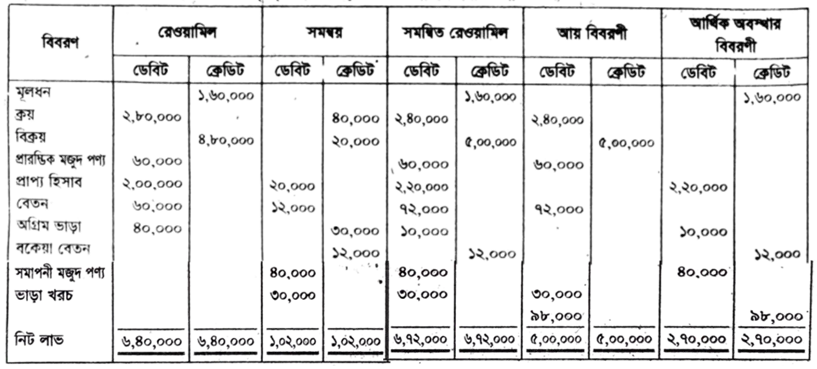 বিবরণ রেওয়ামিল সমন্বয় সমন্বিত রেওয়ামিল আয় বিবরণী আর্থিক অবস্থার বিবরণী
ডেবিট ক্রেডিট ডেবিট ক্রেডিট ডেবিট ক্রেডিট ডেবিট ক্রেডিট ডেবিট ক্রেডিট
মূলধন ১,৬০,০০০ ১,৬০,০০০ ১,৬০,০০০
ক্রয় ২,৮০,০০০ ৪০,০০০ ২,৪০,০০০ ২,৪০,০০০
বিক্রয় ৪,৮০,০০০ ২০,০০০ ৫,০০,০০০ ৫,০০,০০০
প্রারম্ভিক মজুদ পণ্য ৬০,০০০ ৬০,০০০ ৬০,০০০
প্রাপ্য হিসাব ২,০০,০০০ ২০,০০০ ২,২০,০০০ ২,২০,০০০
বেতন ৬০,০০০ ১২,০০০ ৭২,০০০ ৭২,০০০
অগ্রিম ভাড়া ৪০,০০০ ৩০,০০০ ১০,০০০ ১০,০০০
বকেয়া বেতন ১২,০০০ ১২,০০০ ১২,০০০
সমাপনী মজুদ পণ্য ৪০,০০০ ৪০,০০০ ৪০,০০০
ভাড়া খরচ ৩০,০০০ ৩০,০০০ ৩০,০০০
৯৮,০০০ ৯৮,০০০
নিট লাভ ৬,৪০,০০০ ৬,৪০,০০০ ১,০২,০০০ ১,০২,০০০ ৬,৭২,০০০ ৬,৭২,০০০ ৫,০০,০০০ ৫,০০,০০০ ২,৭০,০০০ ২,৭০,০০০